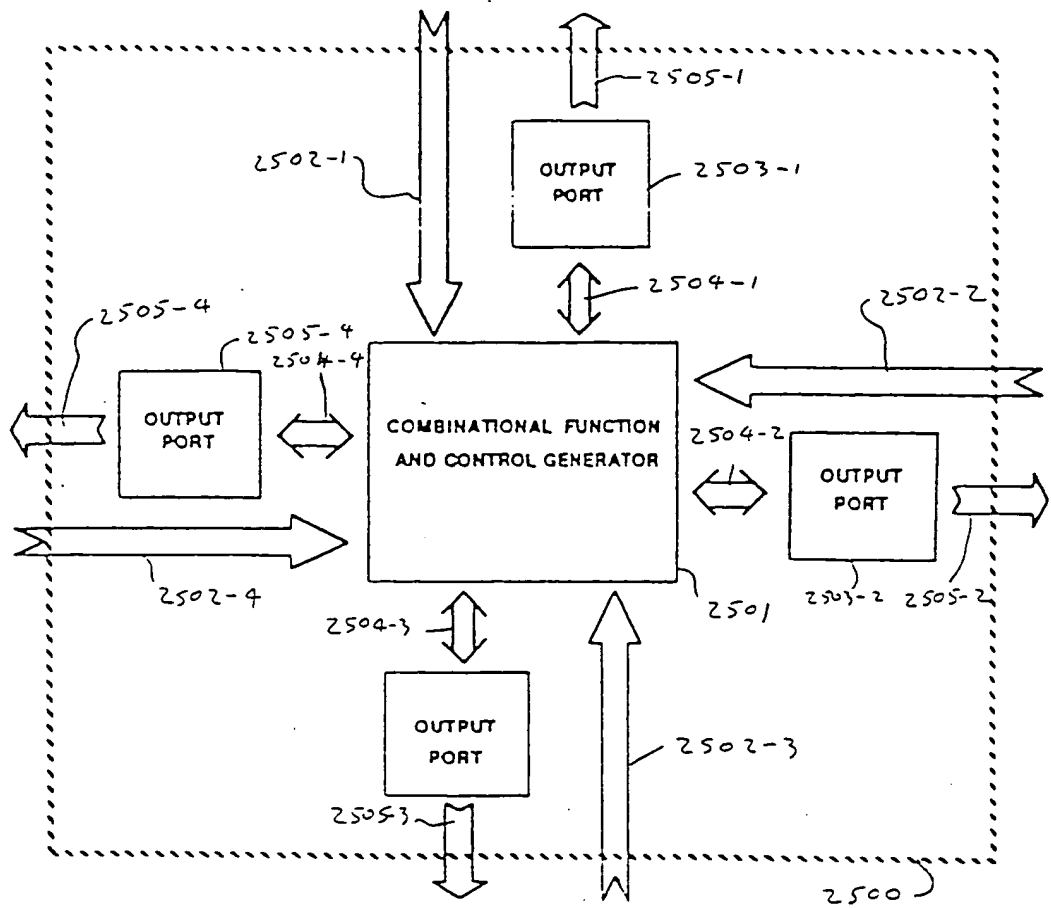 2505-1
2502-1
OUTPUT
PORT
2503-1
2504-1
2502-2
2505-4
2505-4
2504-4
OUTPUT
PORT
COMBINATIONAL FUNCTION
AND CONTROL GENERATOR
2504-2
OUTPUT
PORT
2502-4
2501
2503-2
2505-2
2504-3
OUTPUT
PORT
2502-3
2505-3
2500